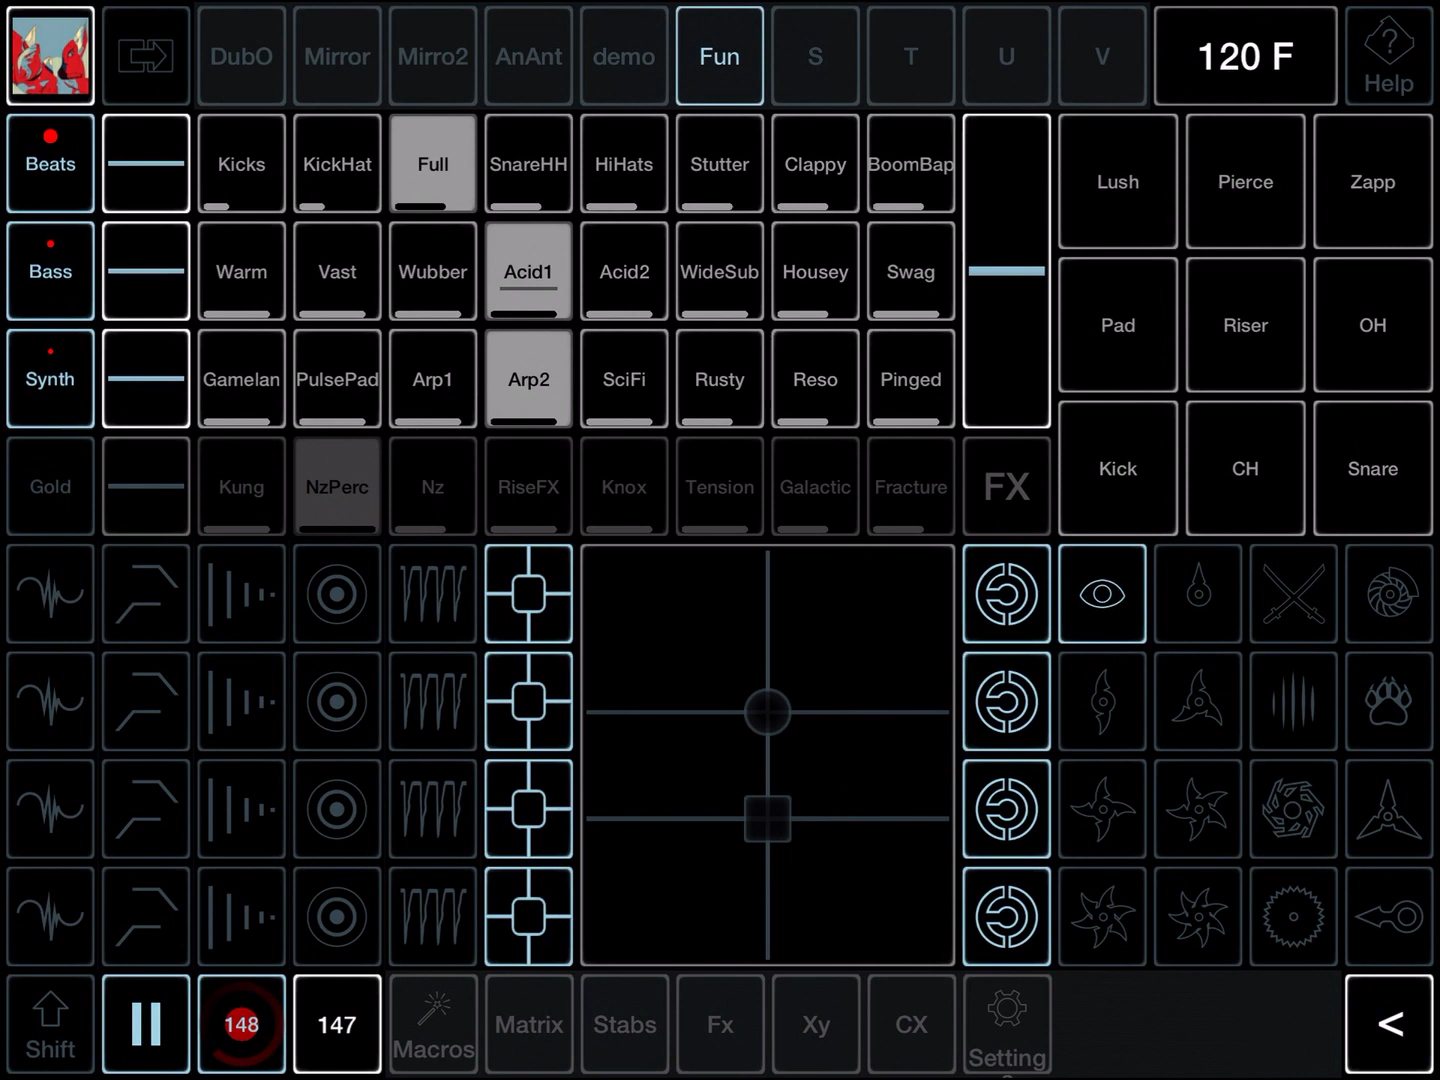 DubO Mirror Mirro2 AnAnt demo Fun S T U V 120 F Help
Beats Kicks KickHat Full SnareHH HiHats Stutter Clappy BoomBap
Lush Pierce Zapp
Bass Warm Vast Wubber Acid1 Acid2 WideSub Housey Swag
Pad Riser OH
Synth Gamelan PulsePad Arp1 Arp2 SciFi Rusty Reso Pinged
Kick CH Snare
Gold Kung NzPerc Nz RiseFX Knox Tension Galactic Fracture FX
Shift 148 147 Macros Matrix Stabs Fx Xy CX Setting <